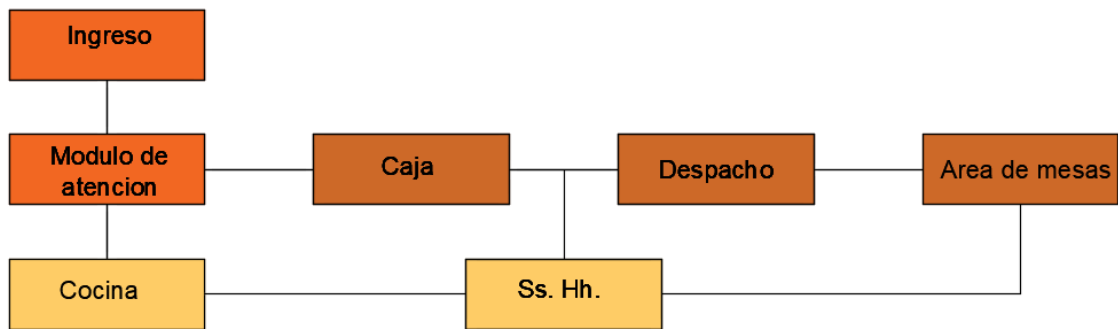 Ingreso
Modulo de
atencion
Caja
Despacho
Area de mesas
Cocina
Ss. Hh.